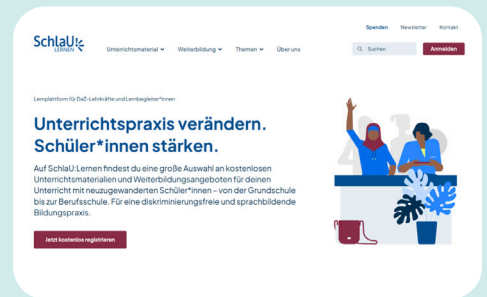 Spenden Newsletter Kontakt
SchlaU:
LERNEN
Unterrichtsmaterial Weiterbildung Themen Über uns
Suchen
Anmelden
Lernplattform für DaZ-Lehrkräfte und Lernbegleiter*innen
Unterrichtspraxis verändern.
Schüler*innen stärken.
Auf SchlaU:Lernen findest du eine große Auswahl an kostenlosen
Unterrichtsmaterialien und Weiterbildungsangeboten für deinen
Unterricht mit neuzugewanderten Schüler*innen – von der Grundschule
bis zur Berufsschule. Für eine diskriminierungsfreie und sprachbildende
Bildungspraxis.
Jetzt kostenlos registrieren